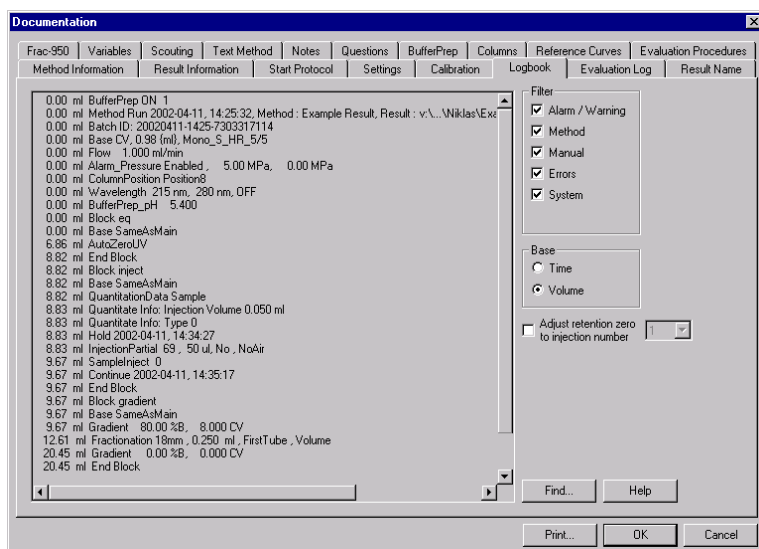 Documentation
Frac-950 Variables Scouting Text Method Notes Questions BufferPrep Columns Reference Curves Evaluation Procedures
Method Information Result Information Start Protocol Settings Calibration Logbook Evaluation Log Result Name
0.00 ml BufferPrep ON 1
0.00 ml Method Run 2002-04-11, 14:25:32, Method : Example Result, Result : v:\...\Niklas\Exa
0.00 ml Batch ID: 20020411-1425-7303317114
0.00 ml Base CV, 0.98 {ml}, Mono_S_HR_5/5
0.00 ml Flow 1.000 ml/min
0.00 ml Alarm_Pressure Enabled , 5.00 MPa, 0.00 MPa
0.00 ml ColumnPosition Position8
0.00 ml Wavelength 215 nm, 280 nm, OFF
0.00 ml BufferPrep_pH 5.400
0.00 ml Block eq
0.00 ml Base SameAsMain
6.86 ml AutoZeroUV
8.82 ml End Block
8.82 ml Block inject
8.82 ml Base SameAsMain
8.82 ml QuantitationData Sample
8.83 ml Quantitate Info: Injection Volume 0.050 ml
8.83 ml Quantitate Info: Type 0
8.83 ml Hold 2002-04-11, 14:34:27
8.83 ml InjectionPartial 69 , 50 ul, No , NoAir
9.67 ml SampleInject 0
9.67 ml Continue 2002-04-11, 14:35:17
9.67 ml End Block
9.67 ml Block gradient
9.67 ml Base SameAsMain
9.67 ml Gradient 80.00 %B, 8.000 CV
12.61 ml Fractionation 18mm , 0.250 ml , FirstTube , Volume
20.45 ml Gradient 0.00 %B, 0.000 CV
20.45 ml End Block
Filter
Alarm / Warning
Method
Manual
Errors
System
Base
Time
Volume
Adjust retention zero
to injection number
1
Find... Help
Print... OK Cancel